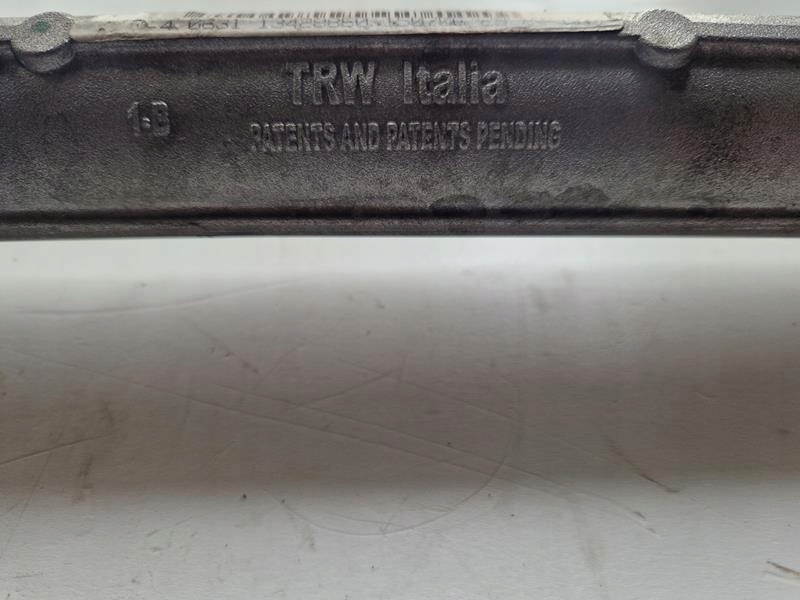 TRW Italia
1-B
PATENTS AND PATENTS PENDING